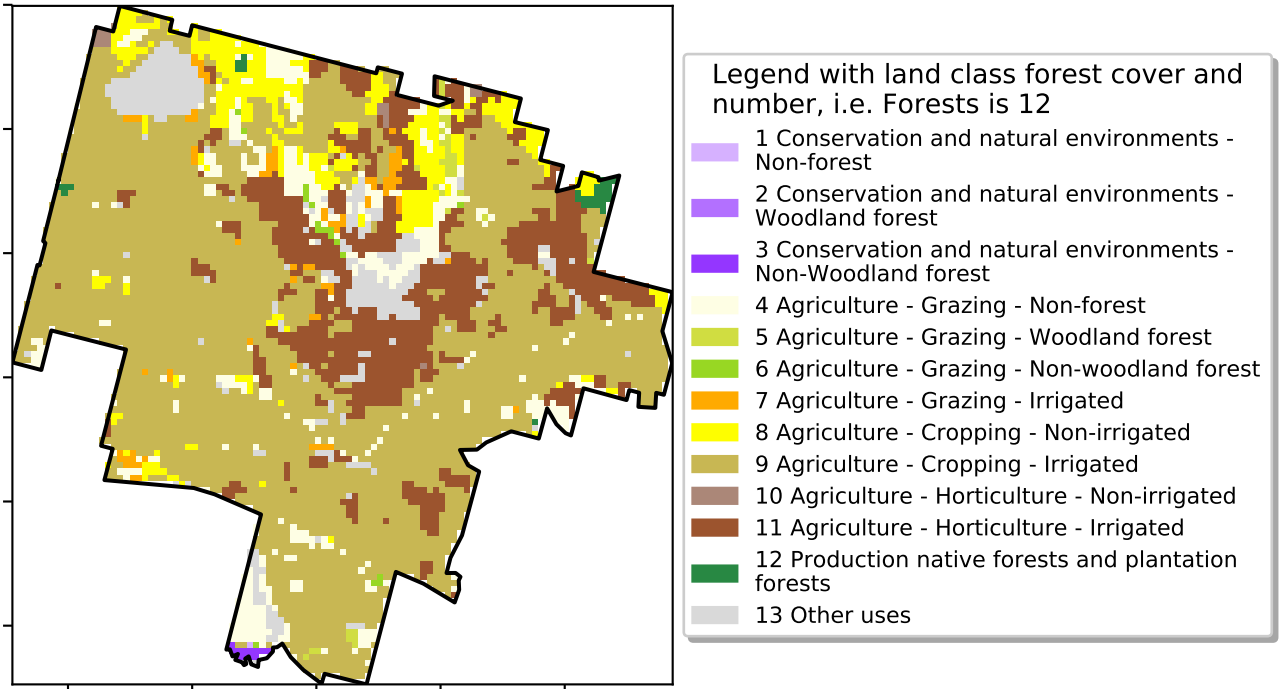 Legend with land class forest cover and
number, i.e. Forests is 12
1 Conservation and natural environments -
Non-forest
2 Conservation and natural environments -
Woodland forest
3 Conservation and natural environments -
Non-Woodland forest
4 Agriculture - Grazing - Non-forest
5 Agriculture - Grazing - Woodland forest
6 Agriculture - Grazing - Non-woodland forest
7 Agriculture - Grazing - Irrigated
8 Agriculture - Cropping - Non-irrigated
9 Agriculture - Cropping - Irrigated
10 Agriculture - Horticulture - Non-irrigated
11 Agriculture - Horticulture - Irrigated
12 Production native forests and plantation
forests
13 Other uses